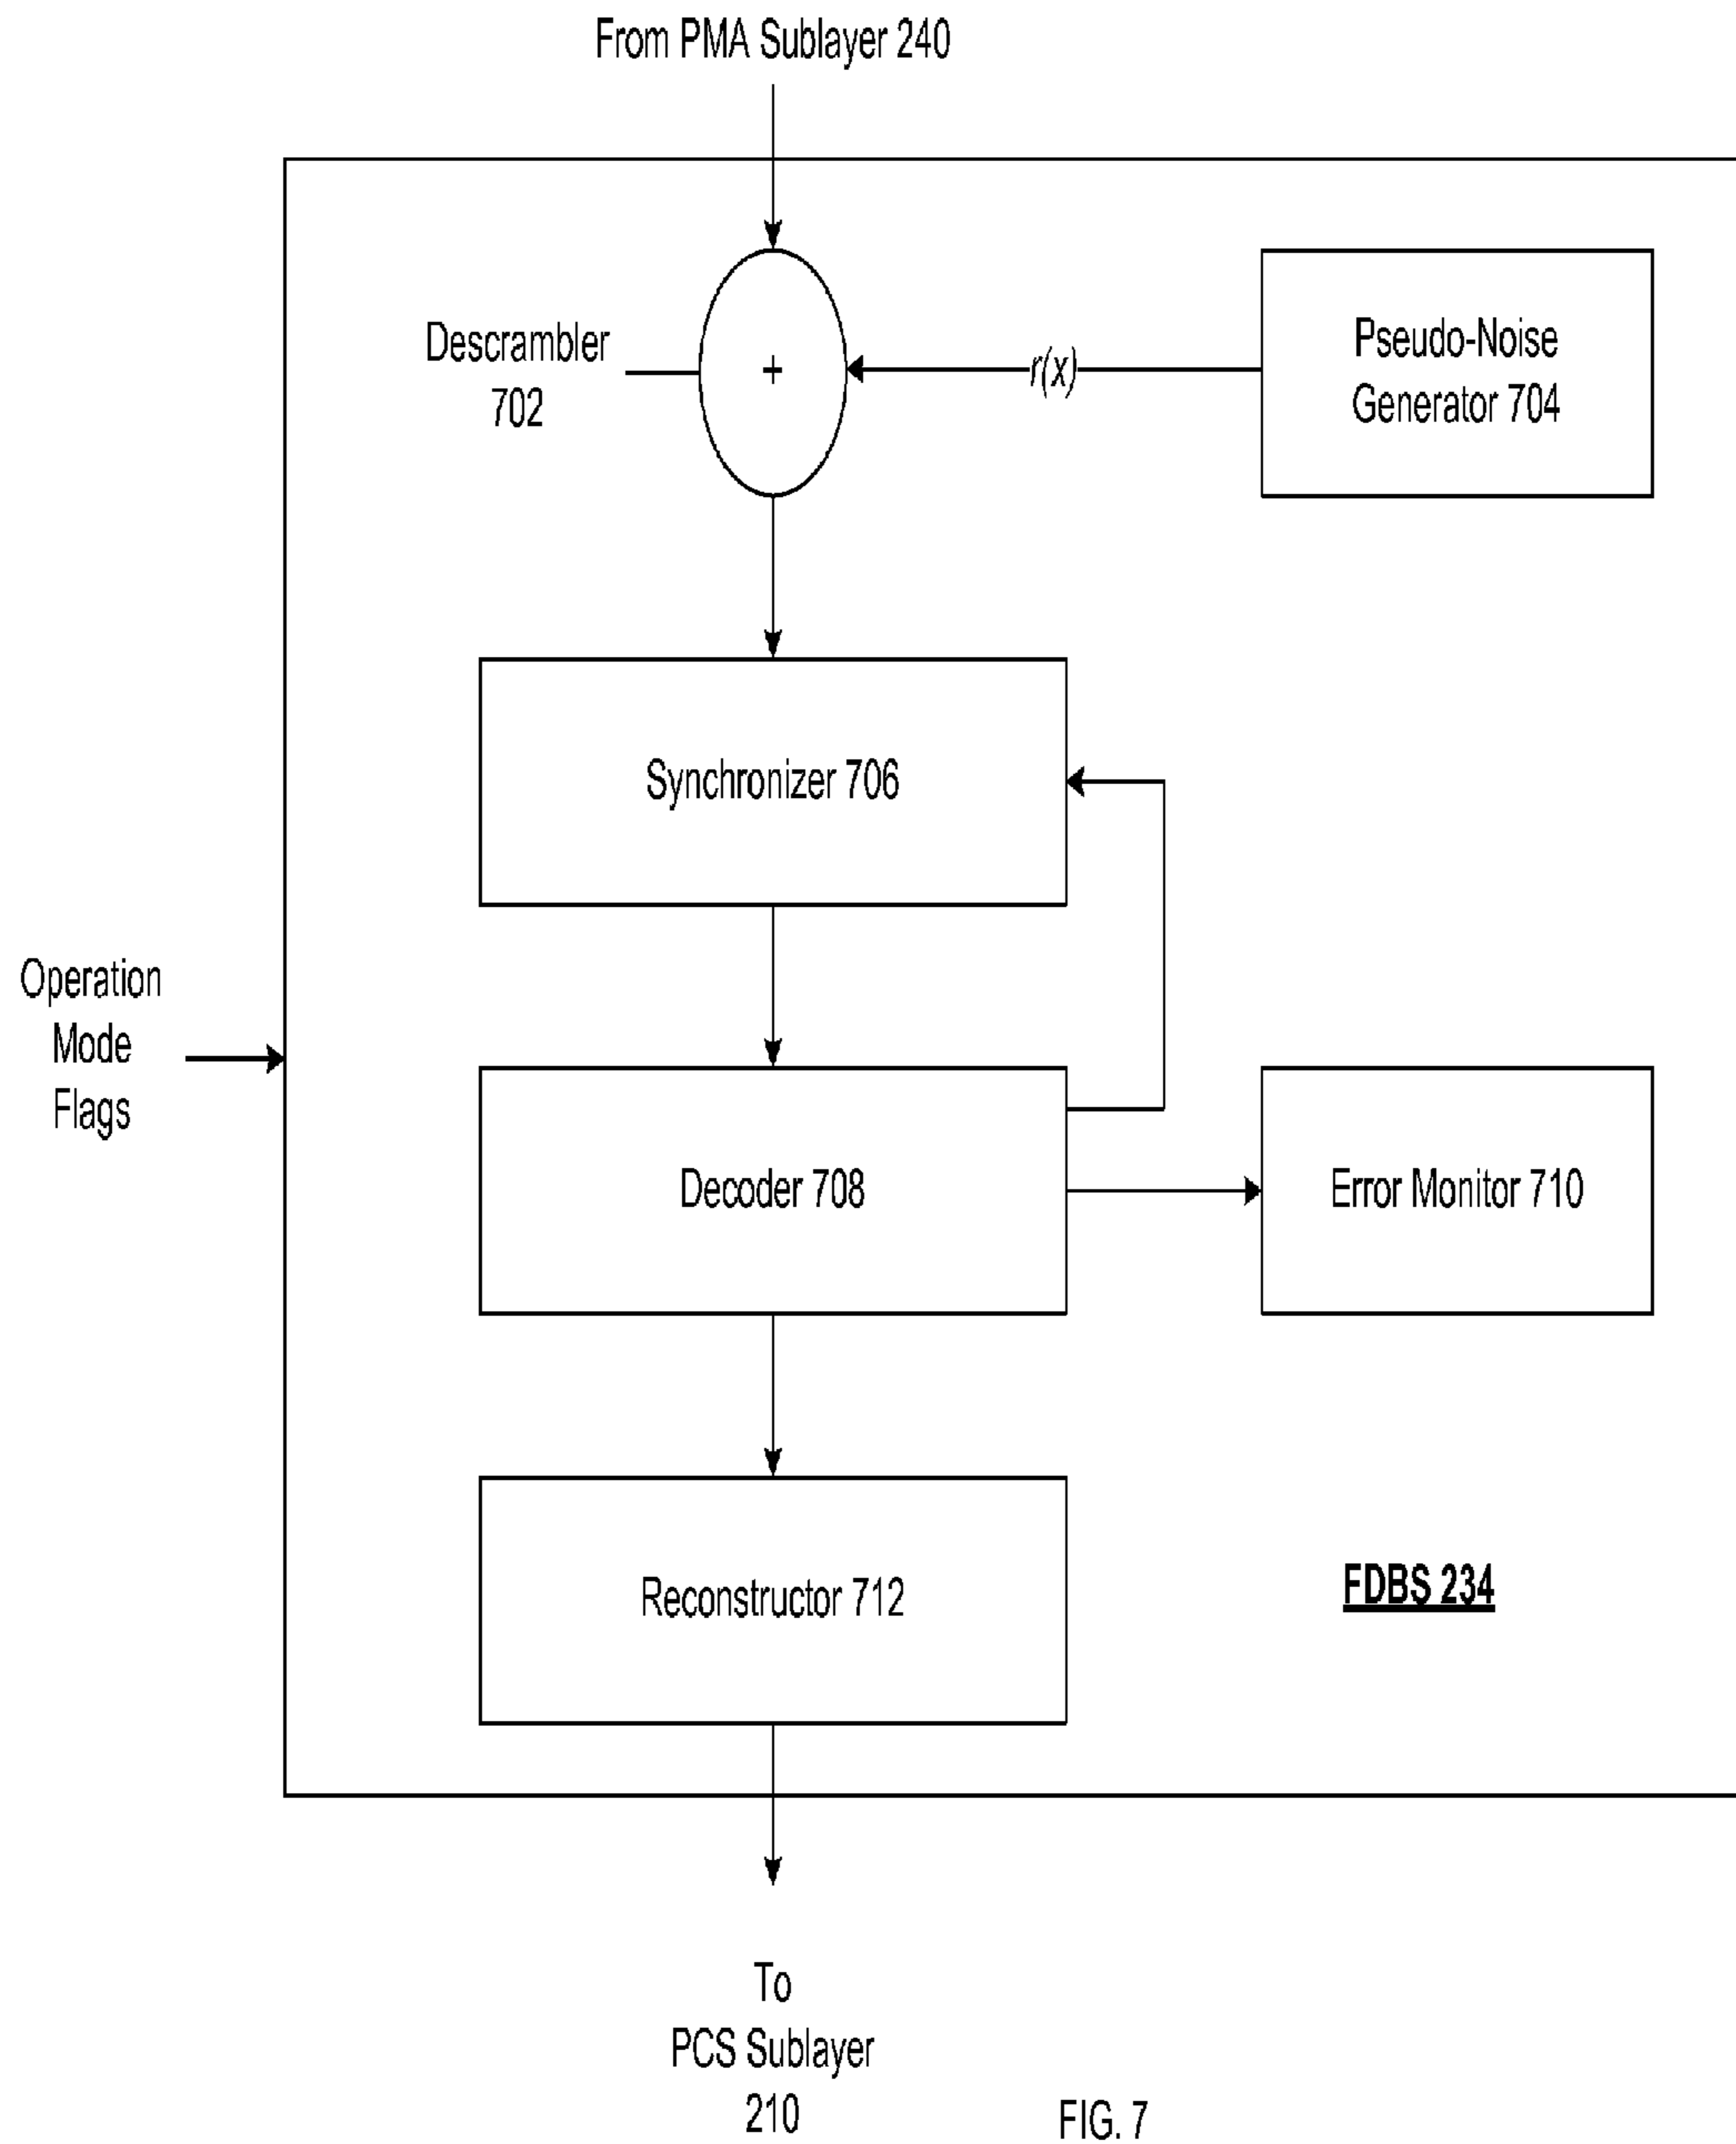 From PMA Sublayer 240
Descrambler
702
+
r(x)
Pseudo-Noise
Generator 704
Synchronizer 706
Operation
Mode
Flags
Decoder 708
Error Monitor 710
Reconstructor 712
FDBS 234
To
PCS Sublayer
210
FIG. 7